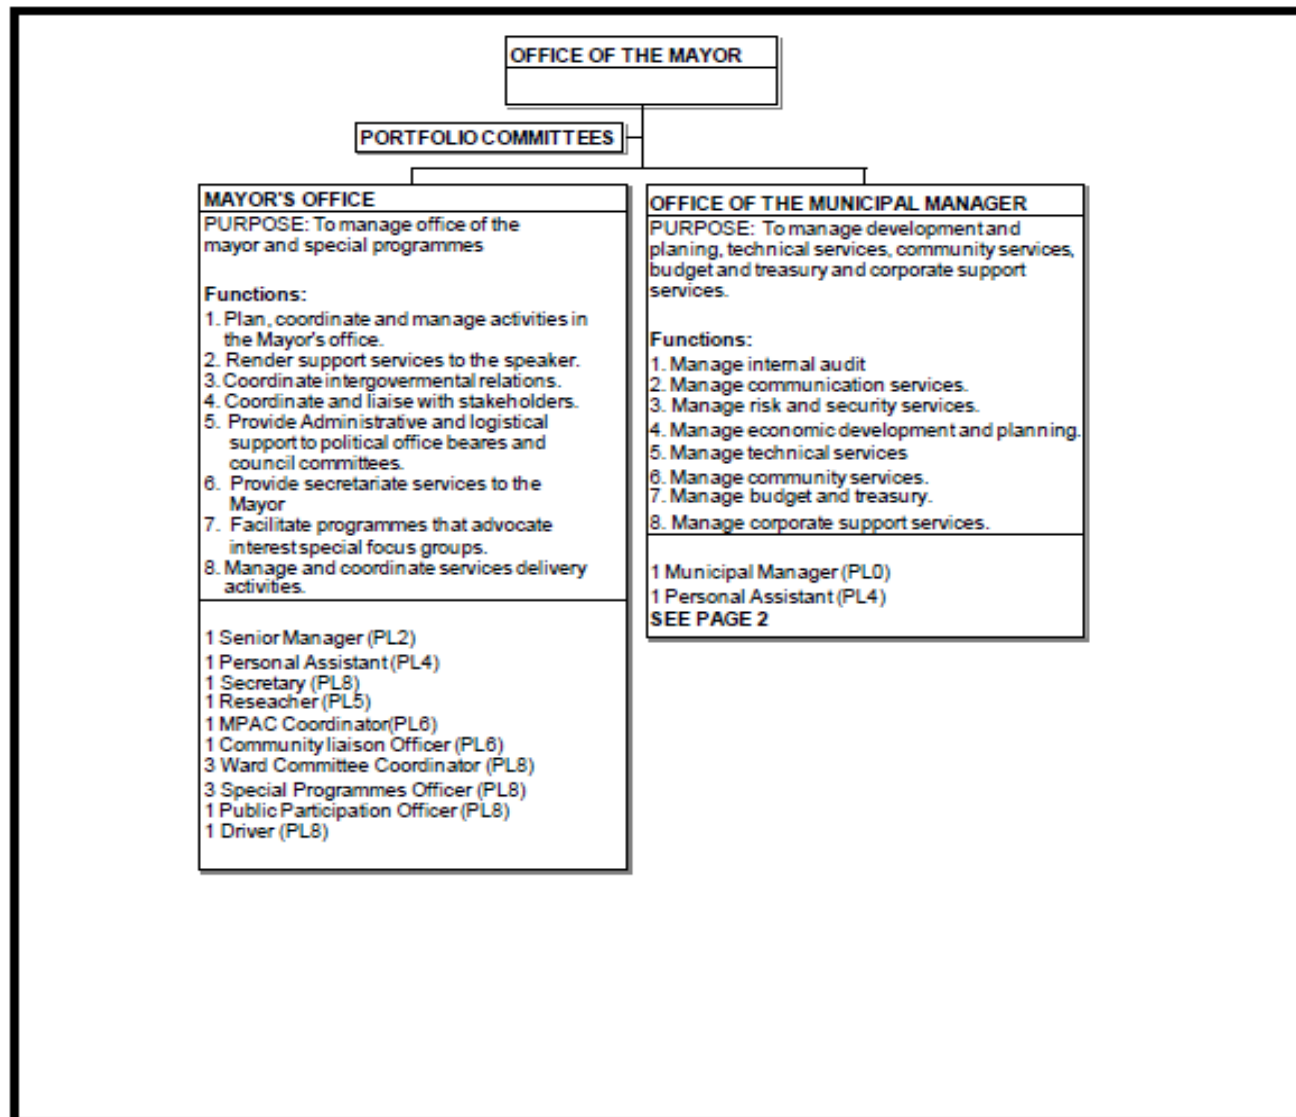 OFFICE OF THE MAYOR
PORTFOLIO COMMITTEES
MAYOR'S OFFICE
PURPOSE: To manage office of the
mayor and special programmes
Functions:
1. Plan, coordinate and manage activities in
the Mayor's office.
2. Render support services to the speaker.
3. Coordinate intergovermental relations.
4. Coordinate and liaise with stakeholders.
5. Provide Administrative and logistical
support to political office beares and
council committees.
6. Provide secretariate services to the
Mayor
7. Facilitate programmes that advocate
interest special focus groups.
8. Manage and coordinate services delivery
activities.
1 Senior Manager (PL2)
1 Personal Assistant (PL4)
1 Secretary (PL8)
1 Reseacher (PL5)
1 MPAC Coordinator(PL6)
1 Community liaison Officer (PL6)
3 Ward Committee Coordinator (PL8)
3 Special Programmes Officer (PL8)
1 Public Participation Officer (PL8)
1 Driver (PL8)
OFFICE OF THE MUNICIPAL MANAGER
PURPOSE: To manage development and
planing, technical services, community services,
budget and treasury and corporate support
services.
Functions:
1. Manage internal audit
2. Manage communication services.
3. Manage risk and security services.
4. Manage economic development and planning.
5. Manage technical services
6. Manage community services.
7. Manage budget and treasury.
8. Manage corporate support services.
1 Municipal Manager (PL0)
1 Personal Assistant (PL4)
SEE PAGE 2